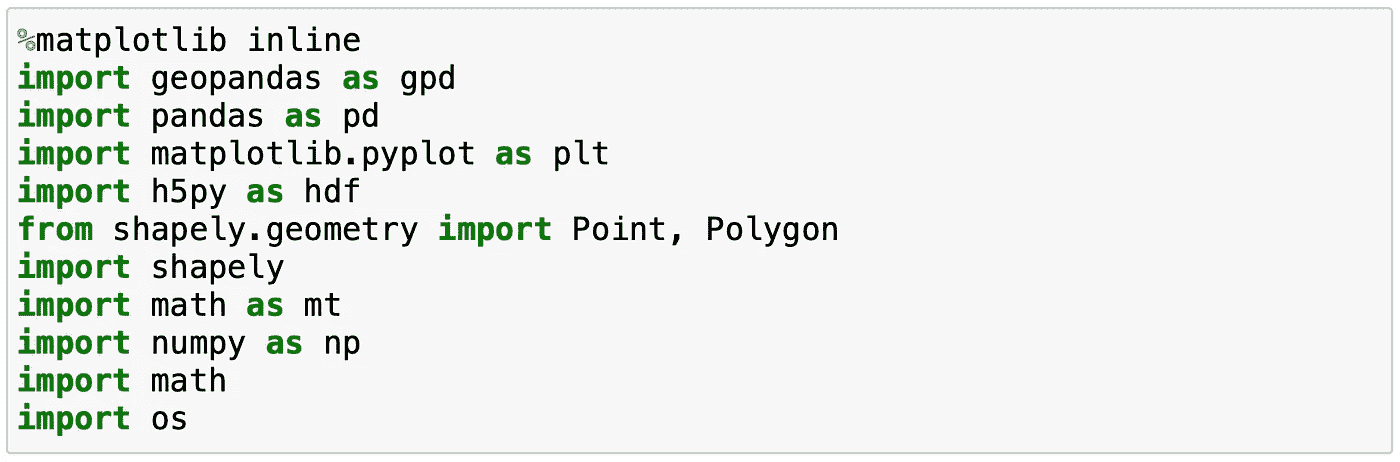 %matplotlib inline
import geopandas as gpd
import pandas as pd
import matplotlib.pyplot as plt
import h5py as hdf
from shapely.geometry import Point, Polygon
import shapely
import math as mt
import numpy as np
import math
import os